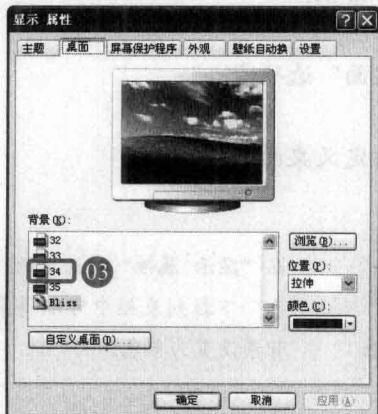 显示 属性
主题 桌面 屏幕保护程序 外观 壁纸自动换 设置
背景(K):
32
33
34
35
Bliss
03
浏览(B)...
位置(P):
拉伸
颜色(C):
自定义桌面(D)...
确定 取消 应用(A)